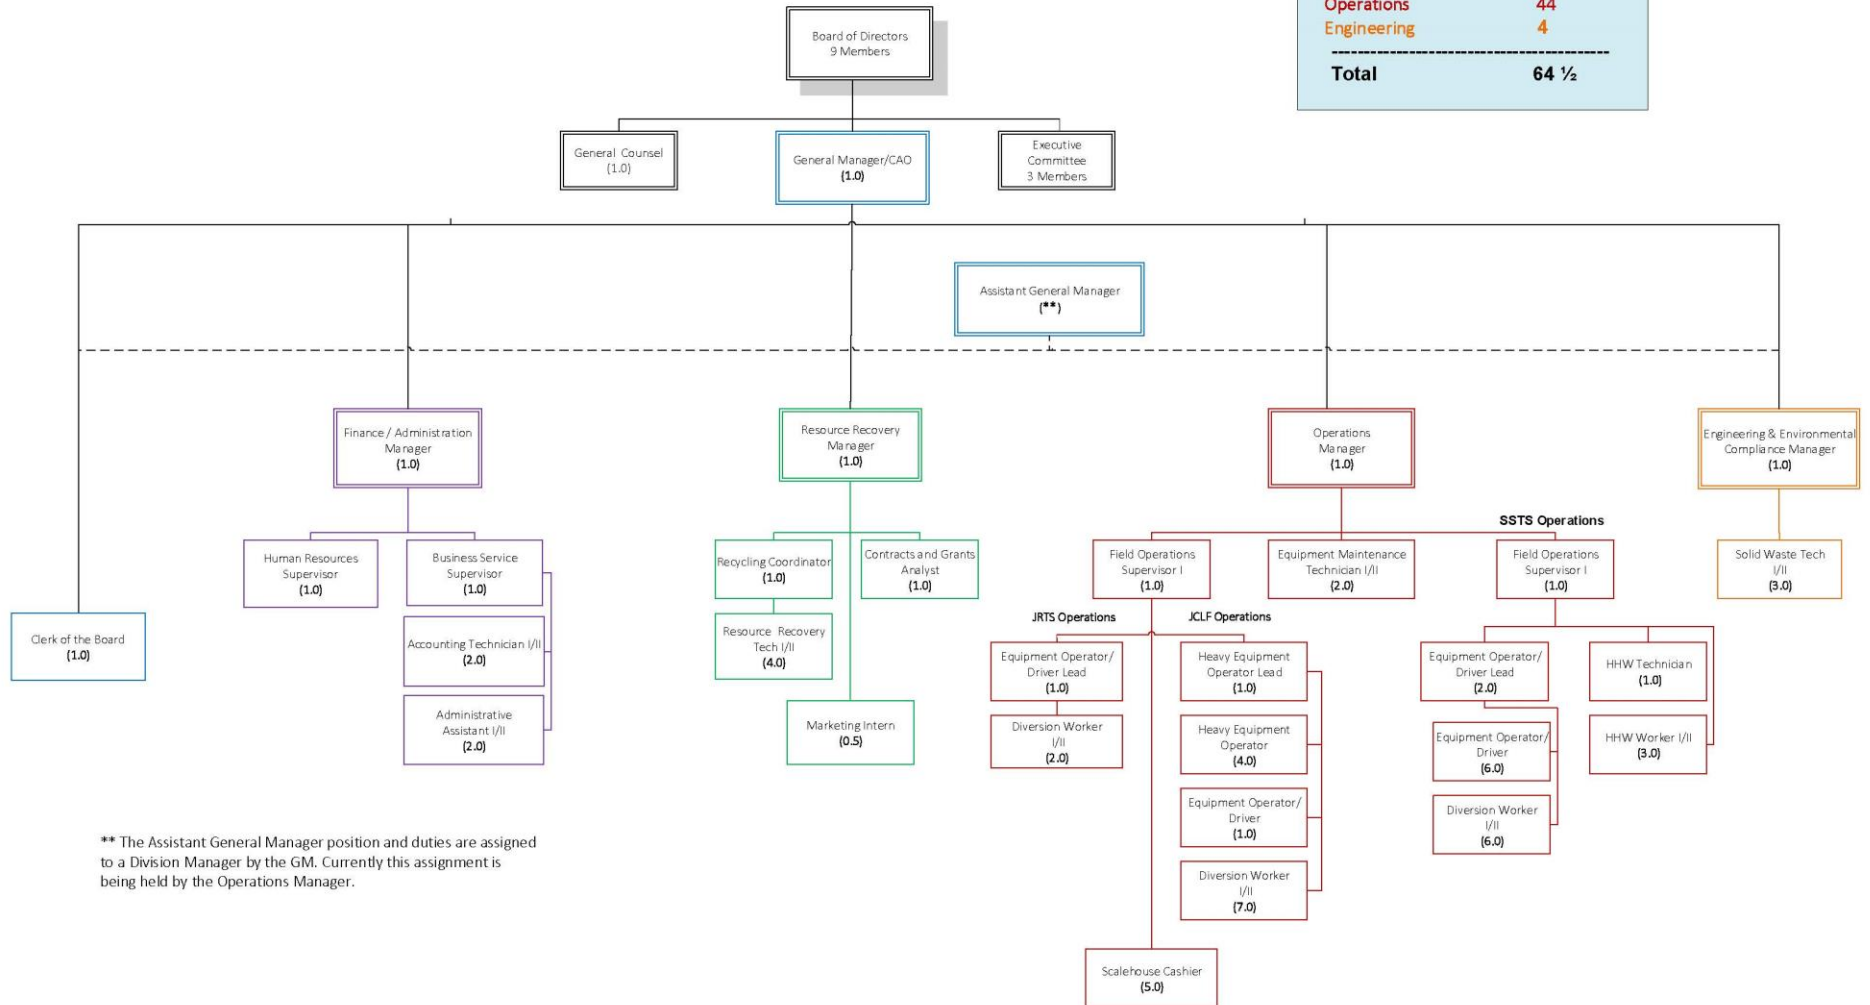 Operations 44
Engineering 4
--------------------------------------------
Total 64 ½
Board of Directors
9 Members
General Counsel
(1.0)
General Manager/CAO
(1.0)
Executive
Committee
3 Members
Assistant General Manager
(**)
Finance / Administration
Manager
(1.0)
Resource Recovery
Manager
(1.0)
Operations
Manager
(1.0)
Engineering & Environmental
Compliance Manager
(1.0)
SSTS Operations
Human Resources
Supervisor
(1.0)
Business Service
Supervisor
(1.0)
Recycling Coordinator
(1.0)
Contracts and Grants
Analyst
(1.0)
Field Operations
Supervisor I
(1.0)
Equipment Maintenance
Technician I/II
(2.0)
Field Operations
Supervisor I
(1.0)
Solid Waste Tech
I/II
(3.0)
Clerk of the Board
(1.0)
Accounting Technician I/II
(2.0)
Administrative
Assistant I/II
(2.0)
Resource Recovery
Tech I/II
(4.0)
Marketing Intern
(0.5)
JRTS Operations
JCLF Operations
Equipment Operator/
Driver Lead
(1.0)
Diversion Worker
I/II
(2.0)
Heavy Equipment
Operator Lead
(1.0)
Heavy Equipment
Operator
(4.0)
Equipment Operator/
Driver
(1.0)
Diversion Worker
I/II
(7.0)
Equipment Operator/
Driver Lead
(2.0)
Equipment Operator/
Driver
(6.0)
Diversion Worker
I/II
(6.0)
HHW Technician
(1.0)
HHW Worker I/II
(3.0)
Scalehouse Cashier
(5.0)
** The Assistant General Manager position and duties are assigned
to a Division Manager by the GM. Currently this assignment is
being held by the Operations Manager.